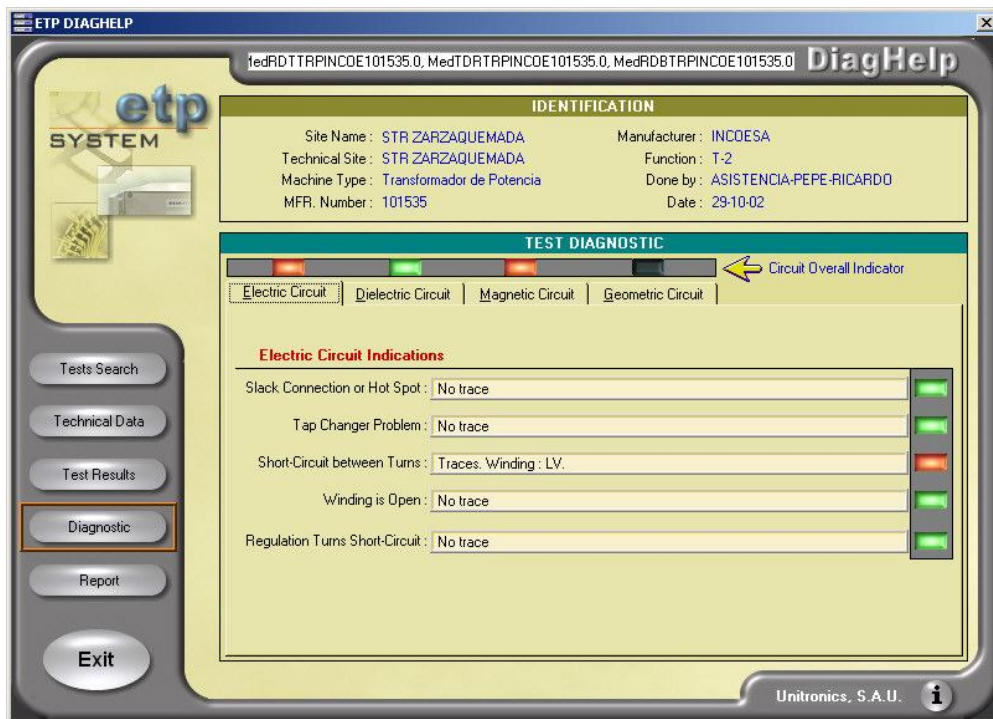 ETP DIAGHELP
MedRDTTRPINCOE101535.0, MedTDRTRPINCOE101535.0, MedRDBTRPINCOE101535.0
DiagHelp
etp
SYSTEM
IDENTIFICATION
Site Name : STR ZARZAQUEMADA
Manufacturer : INCOESA
Technical Site : STR ZARZAQUEMADA
Function : T-2
Machine Type : Transformador de Potencia
Done by : ASISTENCIA-PEPE-RICARDO
MFR. Number : 101535
Date : 29-10-02
TEST DIAGNOSTIC
Circuit Overall Indicator
Electric Circuit
Dielectric Circuit
Magnetic Circuit
Geometric Circuit
Electric Circuit Indications
Slack Connection or Hot Spot : No trace
Tap Changer Problem : No trace
Short-Circuit between Turns : Traces. Winding : LV.
Winding is Open : No trace
Regulation Turns Short-Circuit : No trace
Tests Search
Technical Data
Test Results
Diagnostic
Report
Exit
Unitronics, S.A.U.
i